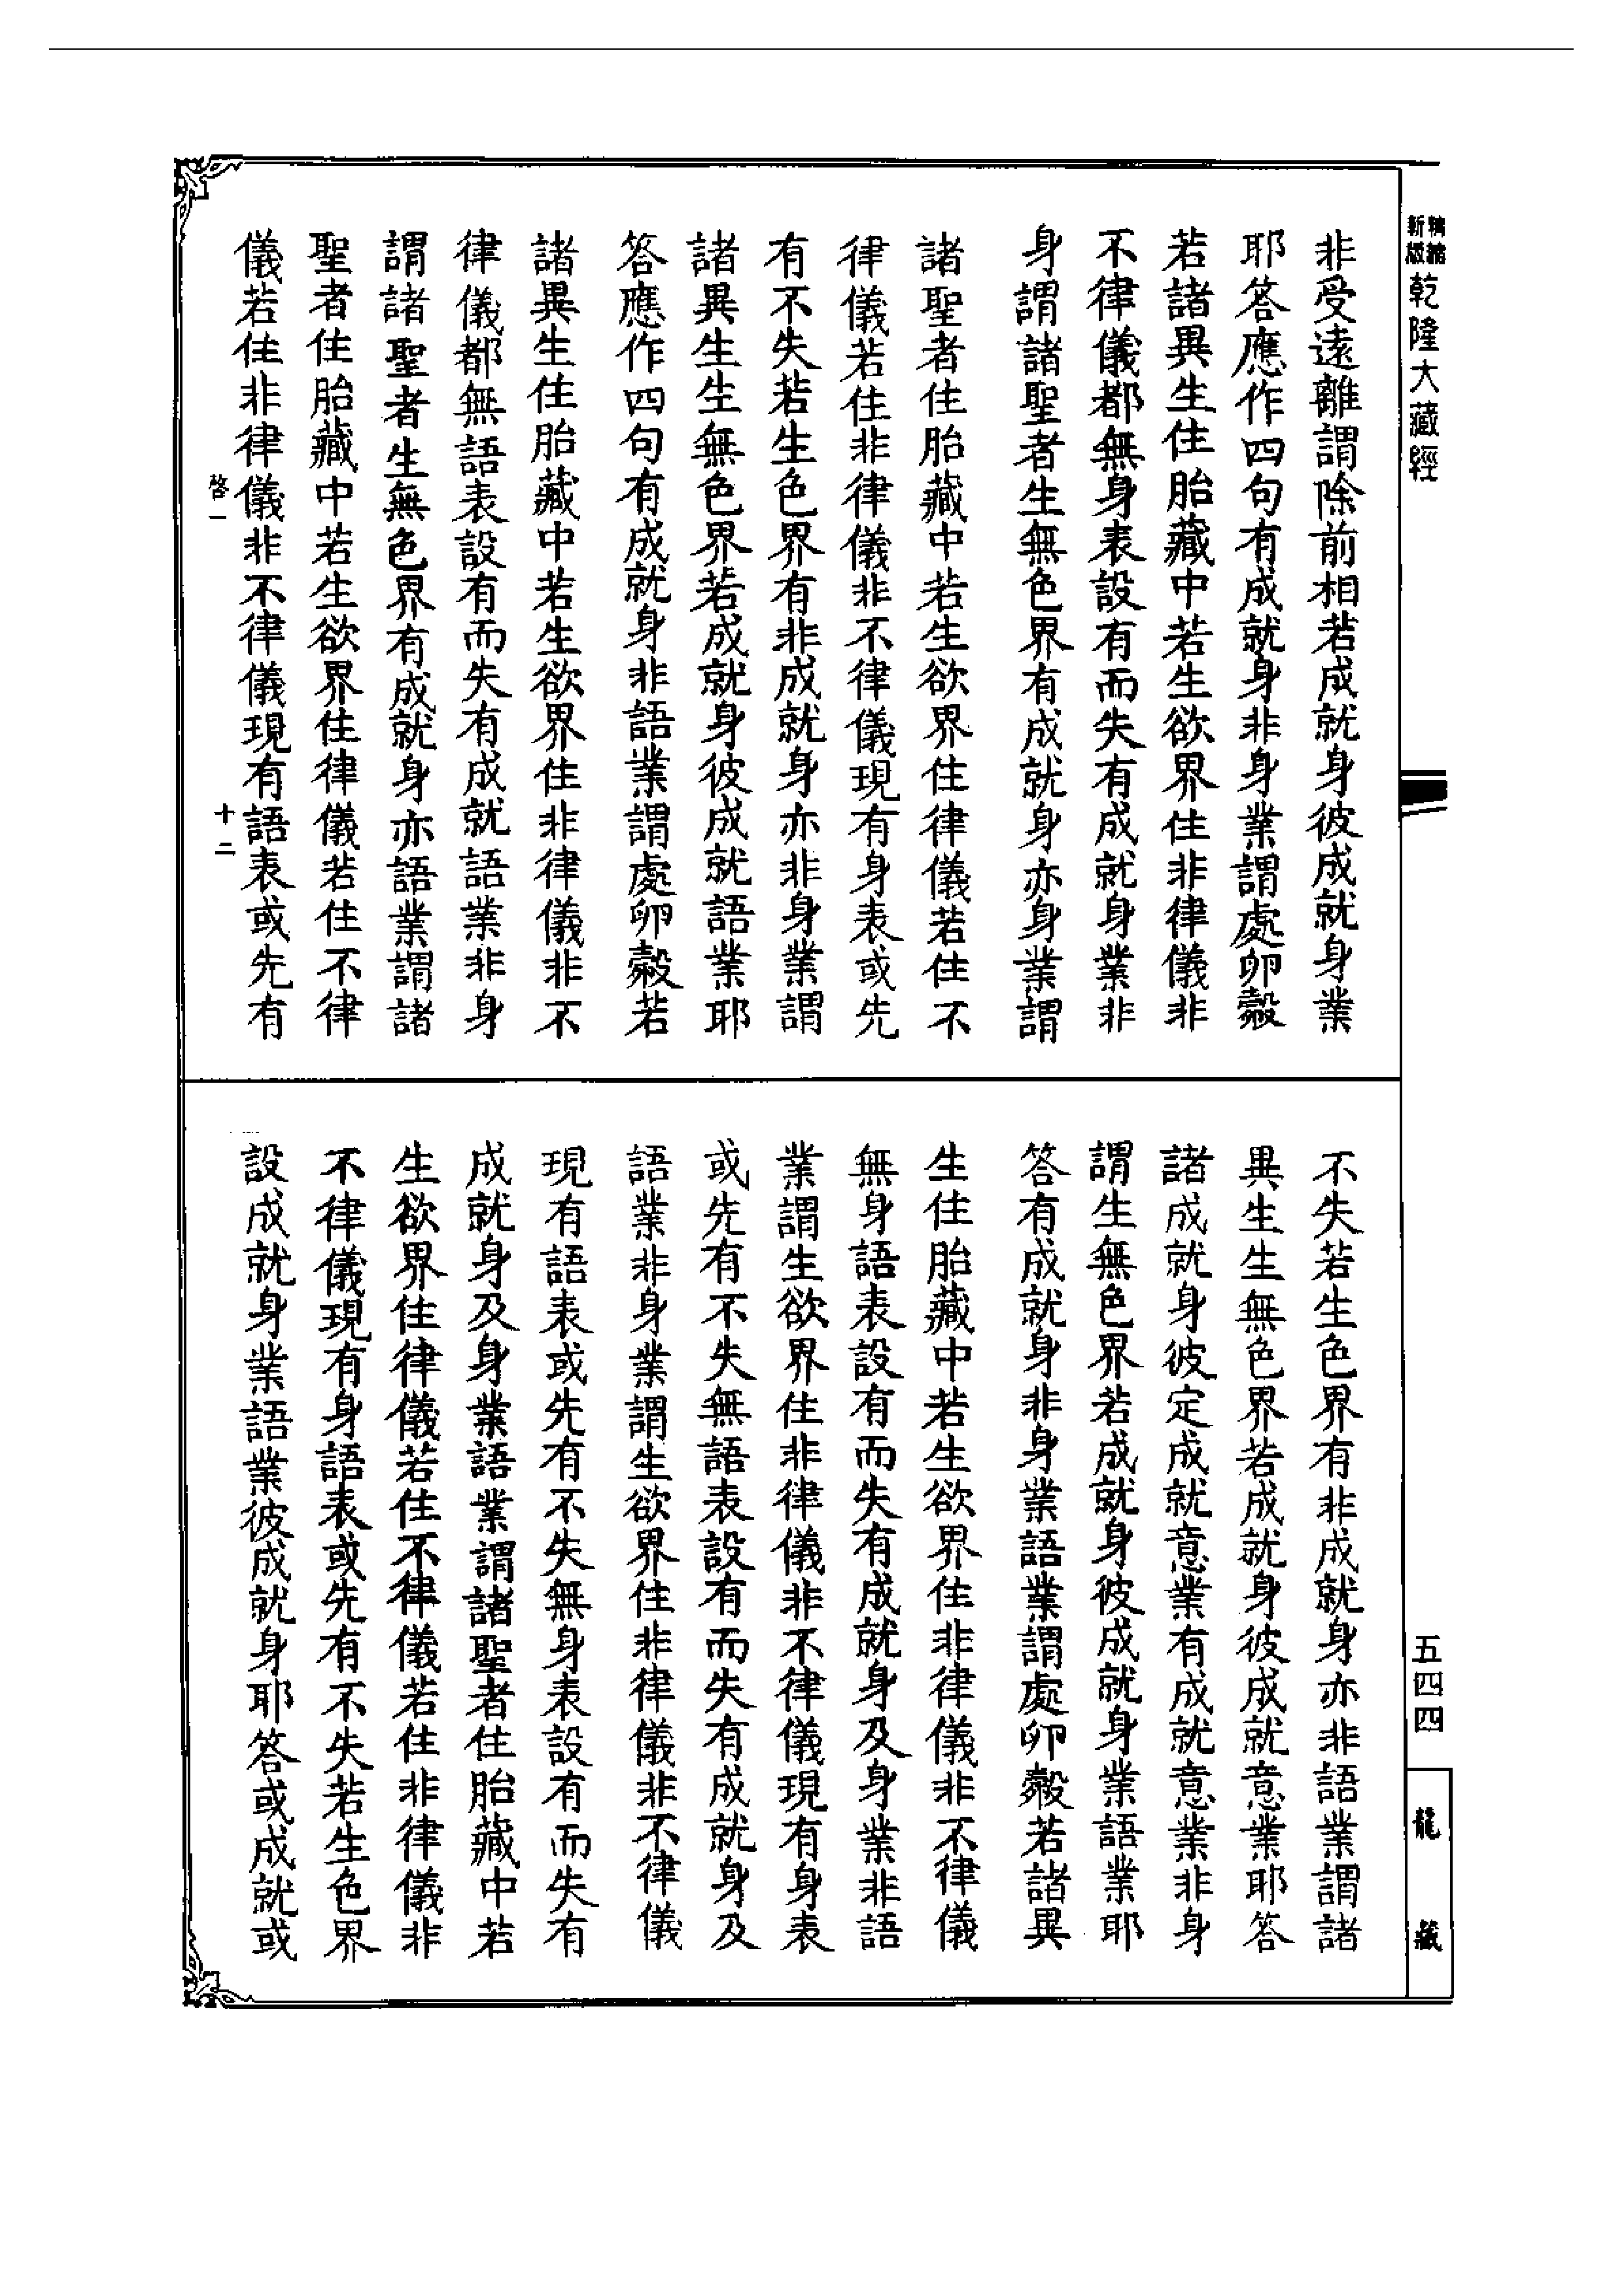 新版精縮乾隆大藏經
非受遠離謂除前相若成就身彼成就身業
耶答應作四句有成就身非身業謂處卵㲉
若諸異生住胎藏中若生欲界住非律儀非
不律儀都無身表設有而失有成就身業非
身謂諸聖者生無色界有成就身亦身業謂
諸聖者住胎藏中若生欲界住律儀若住不
律儀若住非律儀非不律儀現有身表或先
有不失若生色界有非成就身亦非身業謂
諸異生生無色界若成就身彼成就語業耶
答應作四句有成就身非語業謂處卵㲉若
諸異生住胎藏中若生欲界住非律儀非不
律儀都無語表設有而失有成就語業非身
謂諸聖者生無色界有成就身亦語業謂諸
聖者住胎藏中若生欲界住律儀若住不律
儀若住非律儀非不律儀現有語表或先有
啓一 十二
不失若生色界有非成就身亦非語業謂諸
異生生無色界若成就身彼成就意業耶答
諸成就身彼定成就意業有成就意業非身
謂生無色界若成就身彼成就身業語業耶
答有成就身非身業語業謂處卵㲉若諸異
生住胎藏中若生欲界住非律儀非不律儀
無身語表設有而失有成就身及身業非語
業謂生欲界住非律儀非不律儀現有身表
或先有不失無語表設有而失有成就身及
語業非身業謂生欲界住非律儀非不律儀
現有語表或先有不失無身表設有而失有
成就身及身業語業謂諸聖者住胎藏中若
生欲界住律儀若住不律儀若住非律儀非
不律儀現有身語表或先有不失若生色界
設成就身業語業彼成就身耶答或成就或
五四四
龍藏